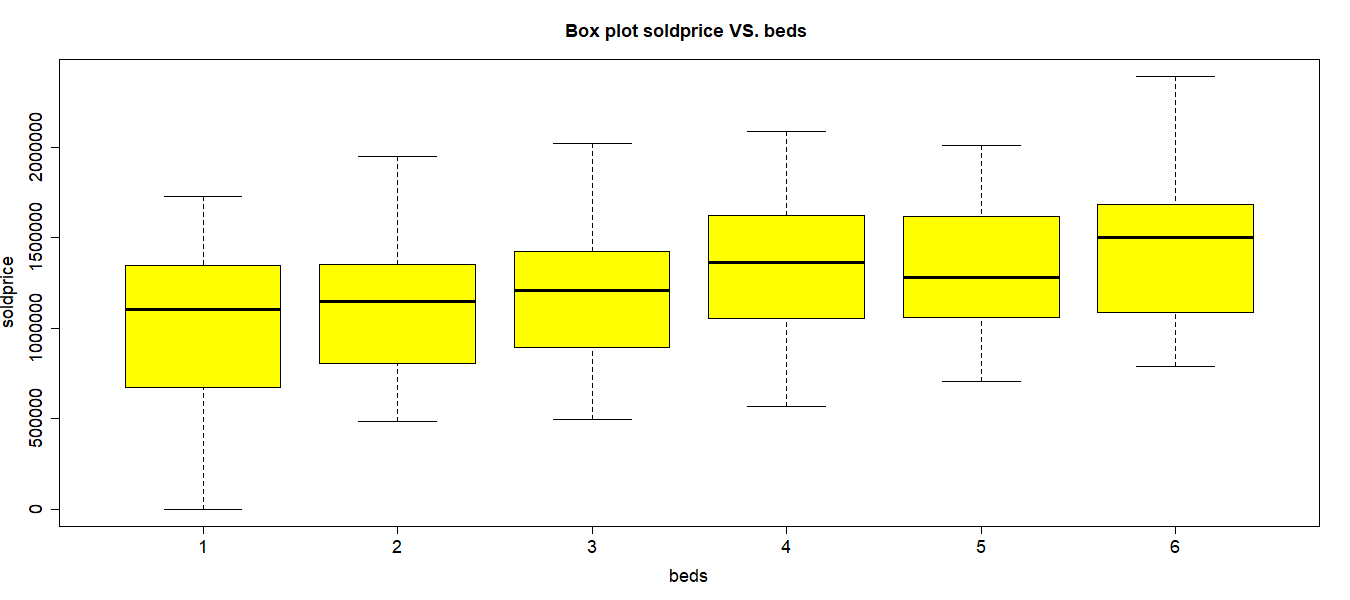 Box plot soldprice VS. beds
soldprice
2000000
1500000
1000000
500000
0
1 2 3 4 5 6
beds